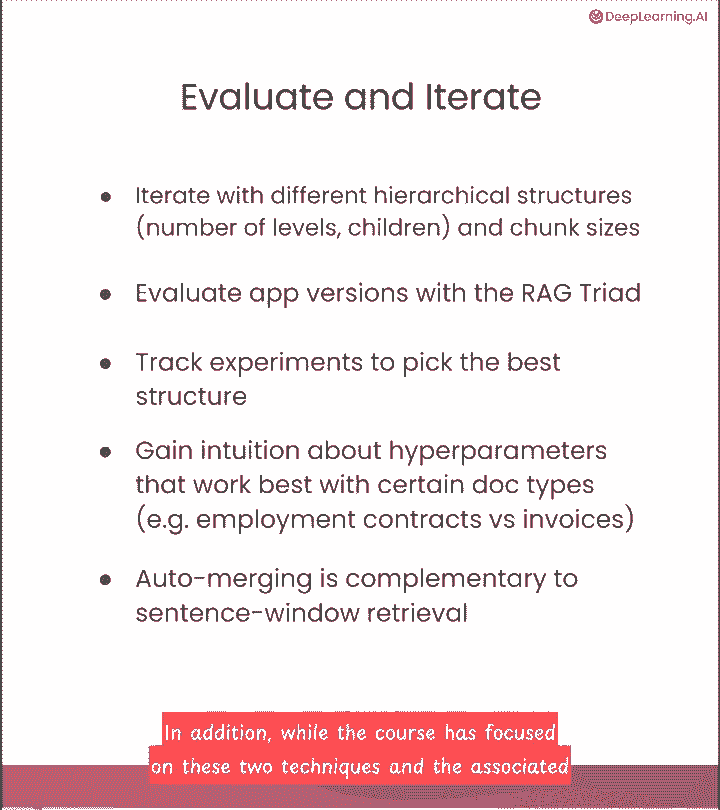 DeepLearning.AI
Evaluate and Iterate
● Iterate with different hierarchical structures
(number of levels, children) and chunk sizes
● Evaluate app versions with the RAG Triad
● Track experiments to pick the best
structure
● Gain intuition about hyperparameters
that work best with certain doc types
(e.g. employment contracts vs invoices)
● Auto-merging is complementary to
sentence-window retrieval
In addition, while the course has focused
on these two techniques and the associated